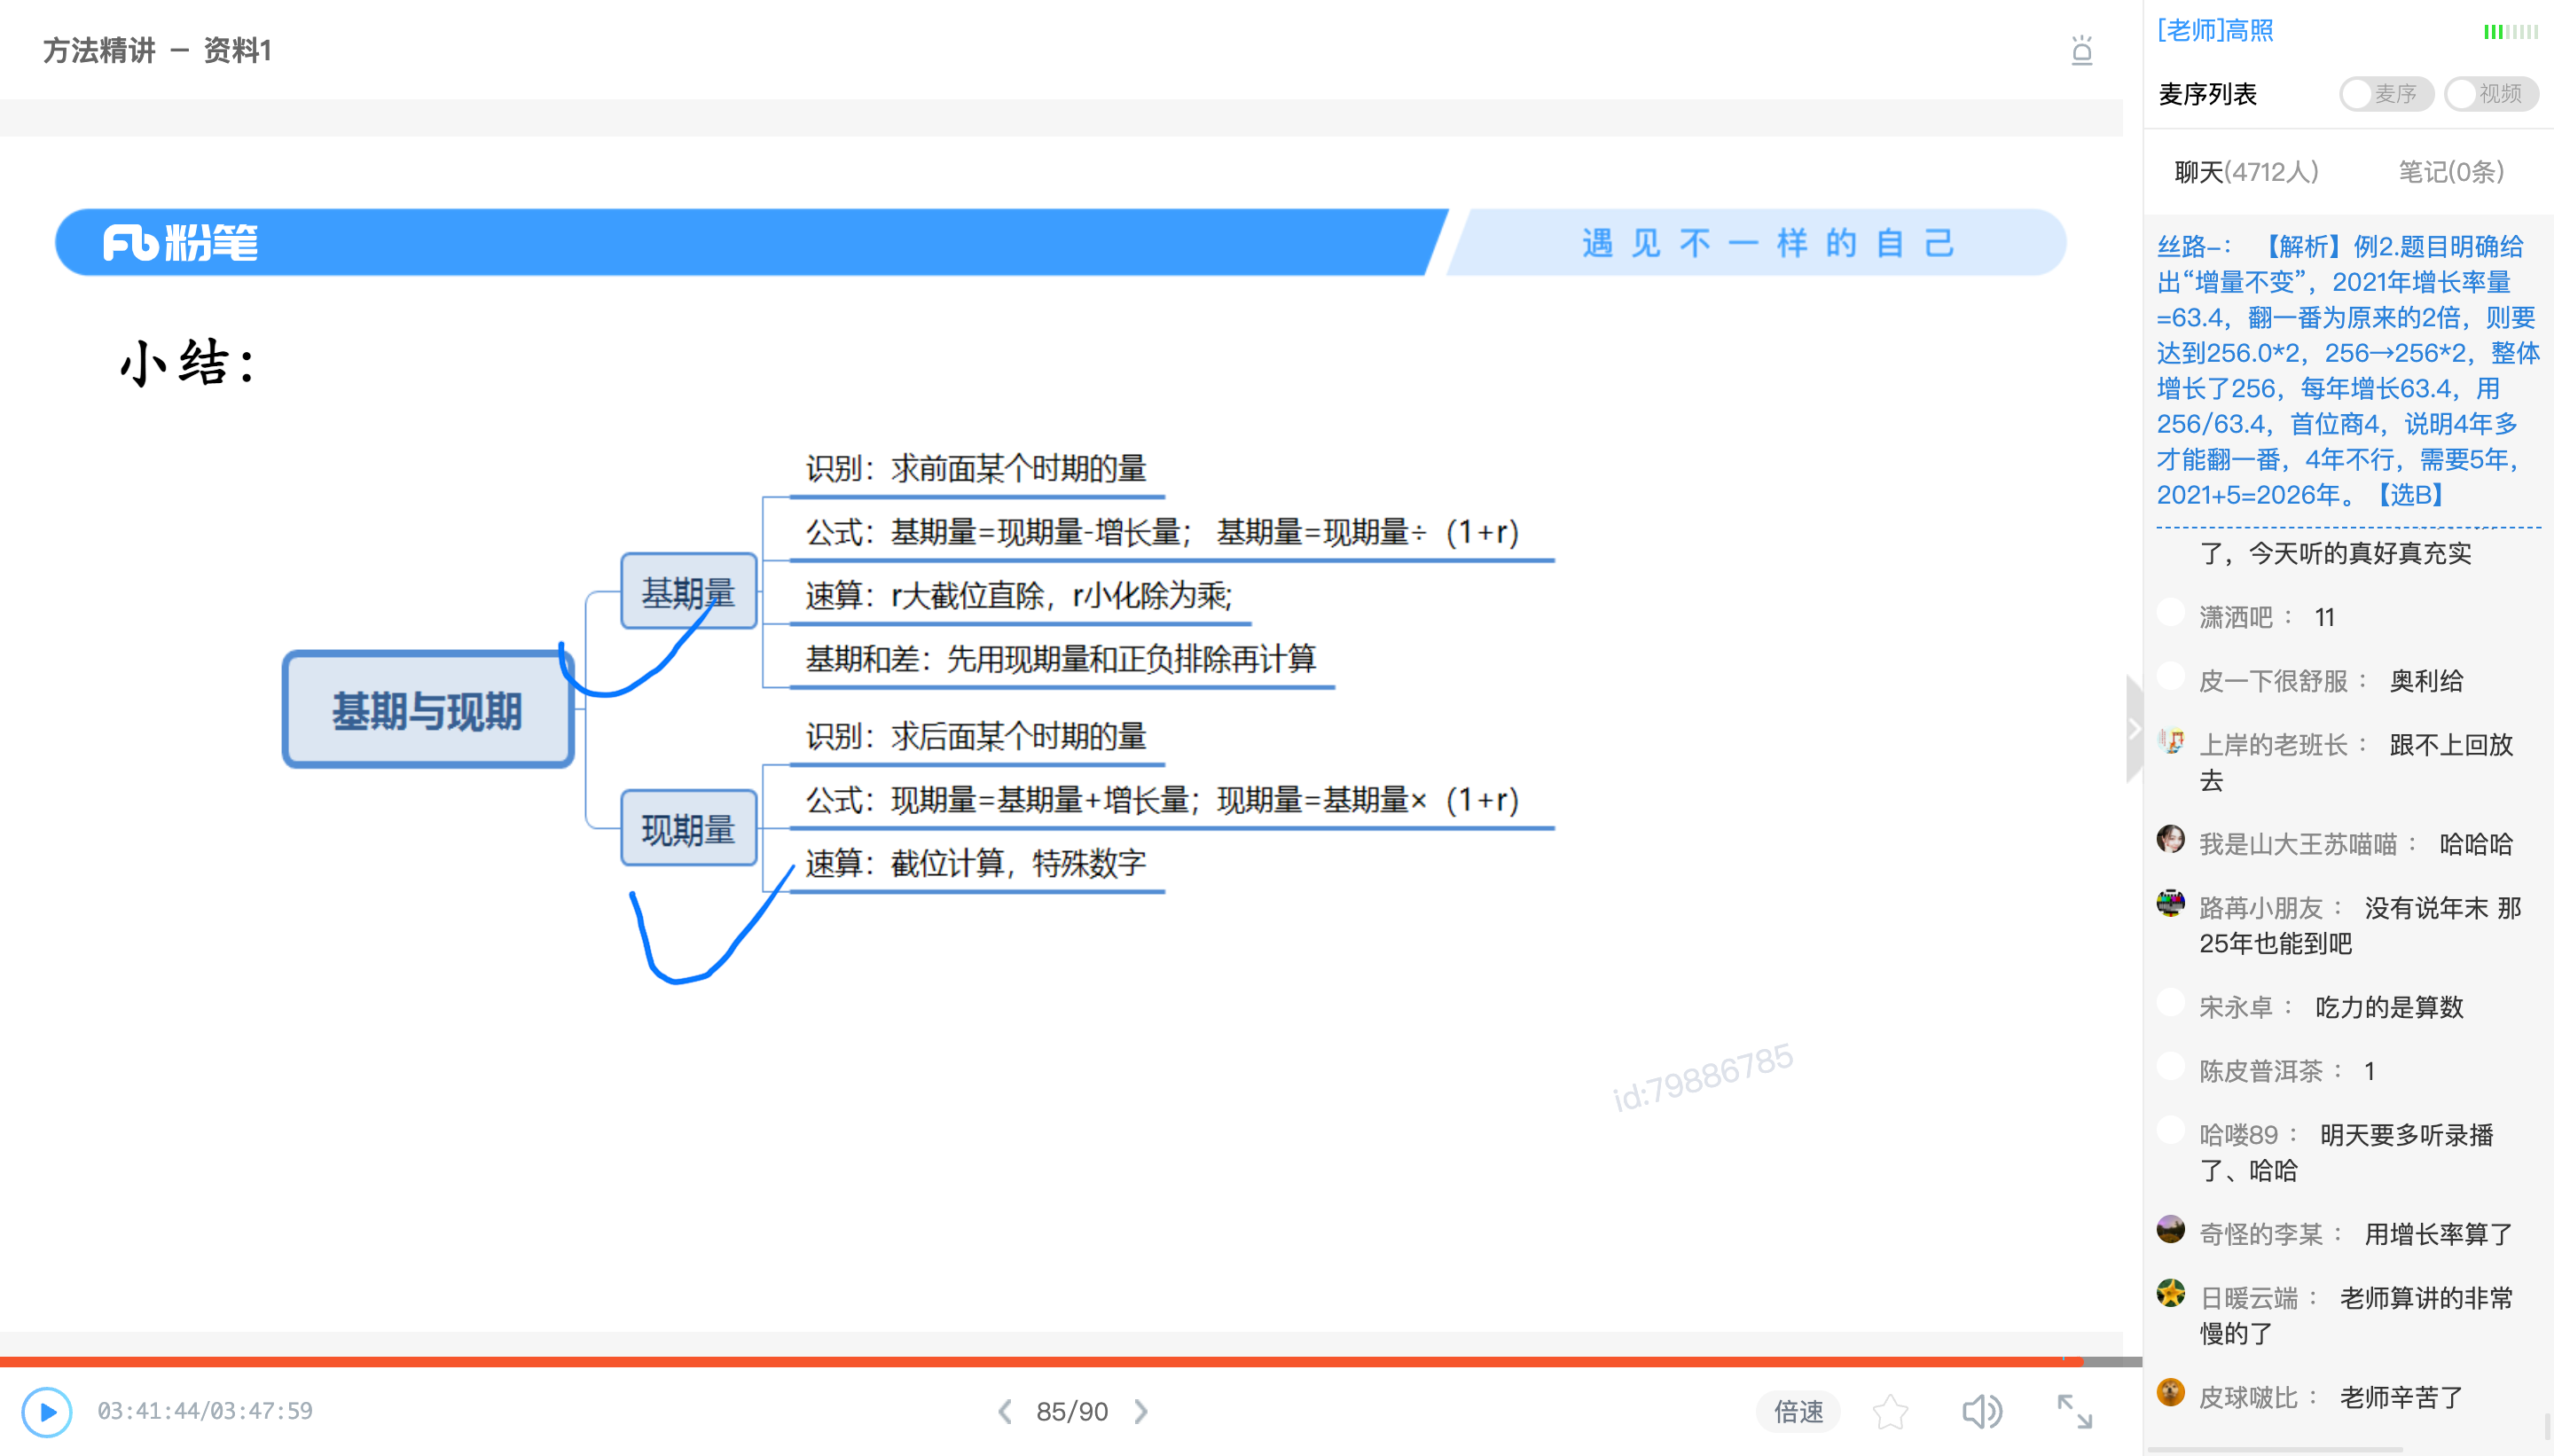 方法精讲 – 资料1
粉笔
遇见不一样的自己
小结：
基期与现期
基期量
识别：求前面某个时期的量
公式：基期量=现期量-增长量； 基期量=现期量÷（1+r）
速算：r大截位直除，r小化除为乘;
基期和差：先用现期量和正负排除再计算
现期量
识别：求后面某个时期的量
公式：现期量=基期量+增长量；现期量=基期量×（1+r）
速算：截位计算，特殊数字
id:79886785
03:41:44/03:47:59
85/90
倍速
[老师]高照
麦序列表
麦序
视频
聊天(4712人)
笔记(0条)
丝路–： 【解析】例2.题目明确给
出“增量不变”，2021年增长率量
=63.4，翻一番为原来的2倍，则要
达到256.0*2，256→256*2，整体
增长了256，每年增长63.4，用
256/63.4，首位商4，说明4年多
才能翻一番，4年不行，需要5年，
2021+5=2026年。【选B】
了，今天听的真好真充实
潇洒吧： 11
皮一下很舒服： 奥利给
上岸的老班长： 跟不上回放
去
我是山大王苏喵喵： 哈哈哈
路苒小朋友： 没有说年末 那
25年也能到吧
宋永卓： 吃力的是算数
陈皮普洱茶： 1
哈喽89： 明天要多听录播
了、哈哈
奇怪的李某： 用增长率算了
日暖云端： 老师算讲的非常
慢的了
皮球啵比： 老师辛苦了